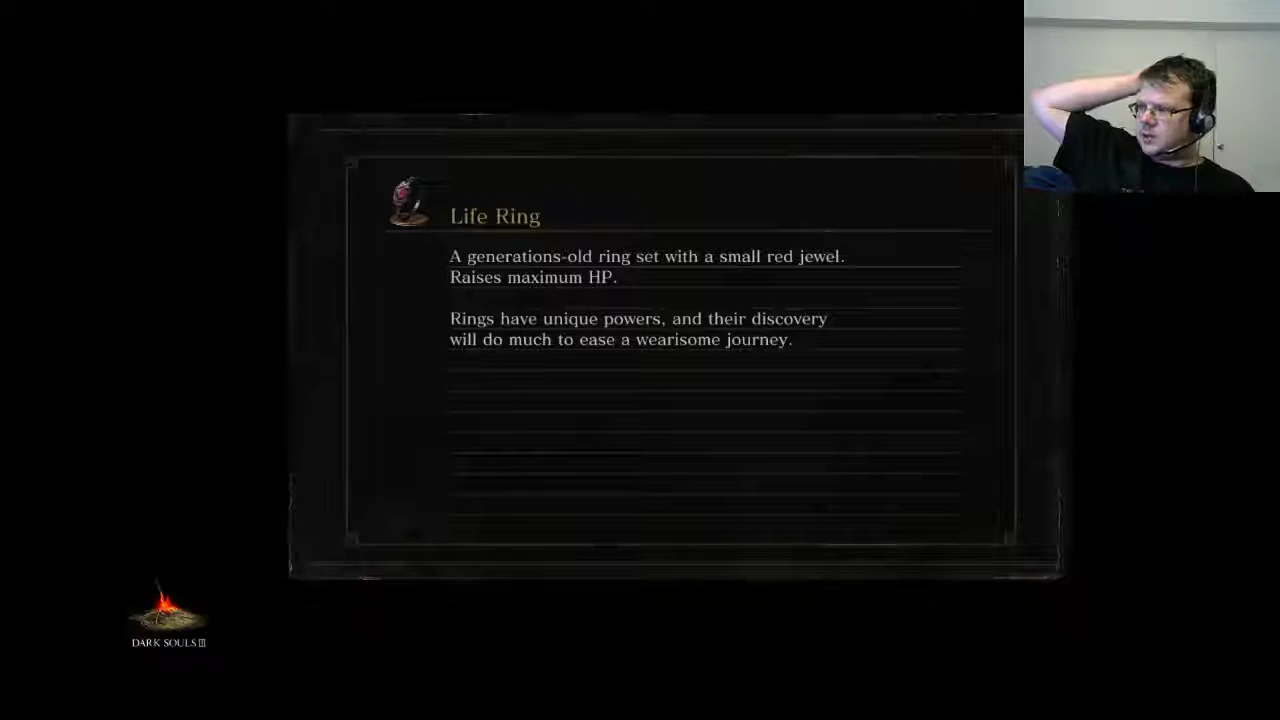 Life Ring
A generations-old ring set with a small red jewel.
Raises maximum HP.
Rings have unique powers, and their discovery
will do much to ease a wearisome journey.
DARK SOULS III